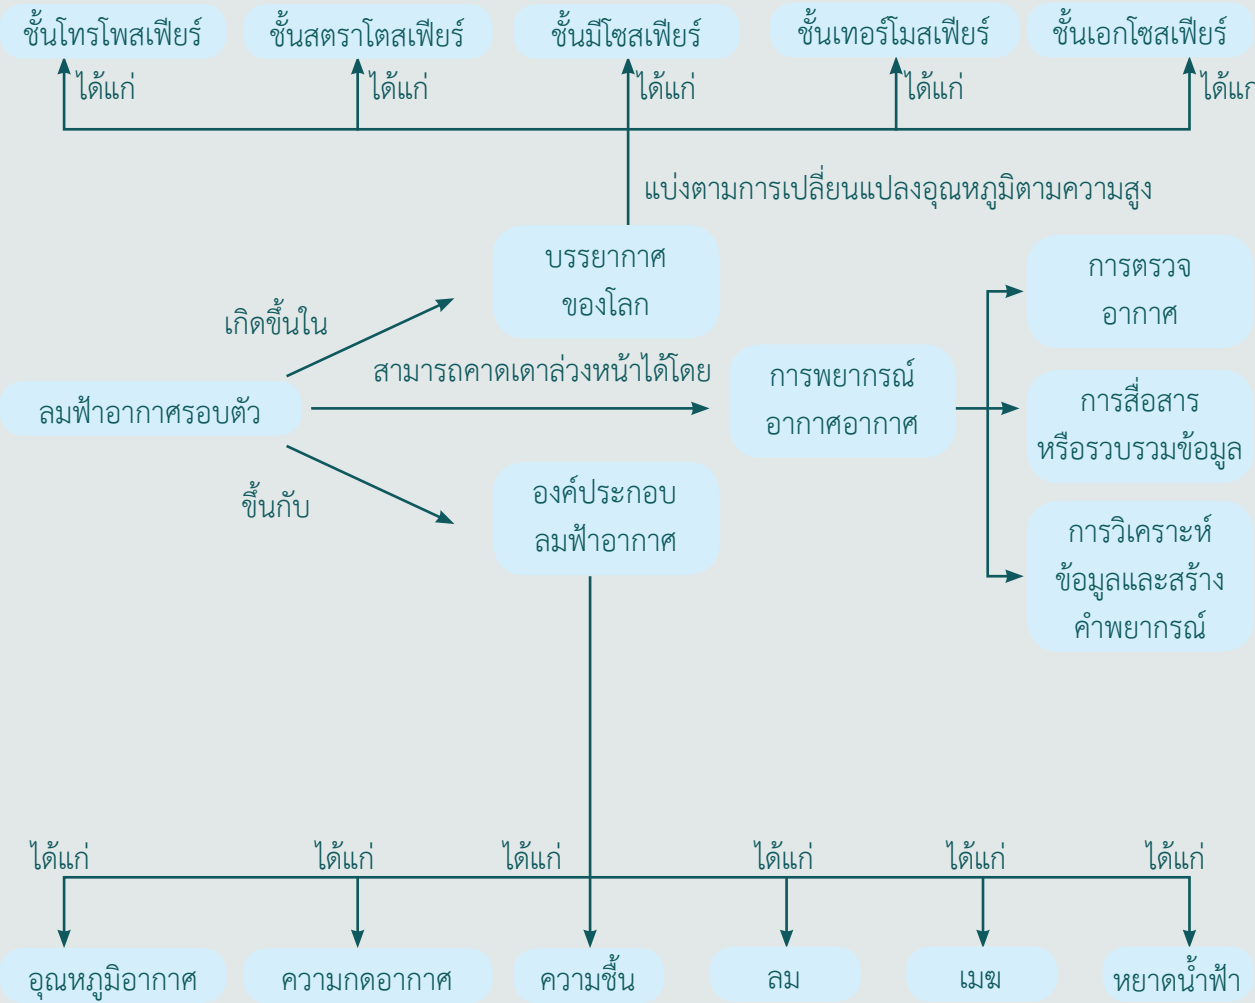 ชั้นโทรโพสเฟียร์
ชั้นสตราโตสเฟียร์
ชั้นมีโซสเฟียร์
ชั้นเทอร์โมสเฟียร์
ชั้นเอกโซสเฟียร์
ได้แก่
ได้แก่
ได้แก่
ได้แก่
ได้แก่
แบ่งตามการเปลี่ยนแปลงอุณหภูมิตามความสูง
บรรยากาศ
ของโลก
การตรวจ
อากาศ
เกิดขึ้นใน
สามารถคาดเดาล่วงหน้าได้โดย
การพยากรณ์
อากาศอากาศ
ลมฟ้าอากาศรอบตัว
การสื่อสาร
หรือรวบรวมข้อมูล
ขึ้นกับ
องค์ประกอบ
ลมฟ้าอากาศ
การวิเคราะห์
ข้อมูลและสร้าง
คำพยากรณ์
ได้แก่
ได้แก่
ได้แก่
ได้แก่
ได้แก่
ได้แก่
อุณหภูมิอากาศ
ความกดอากาศ
ความชื้น
ลม
เมฆ
หยาดน้ำฟ้า